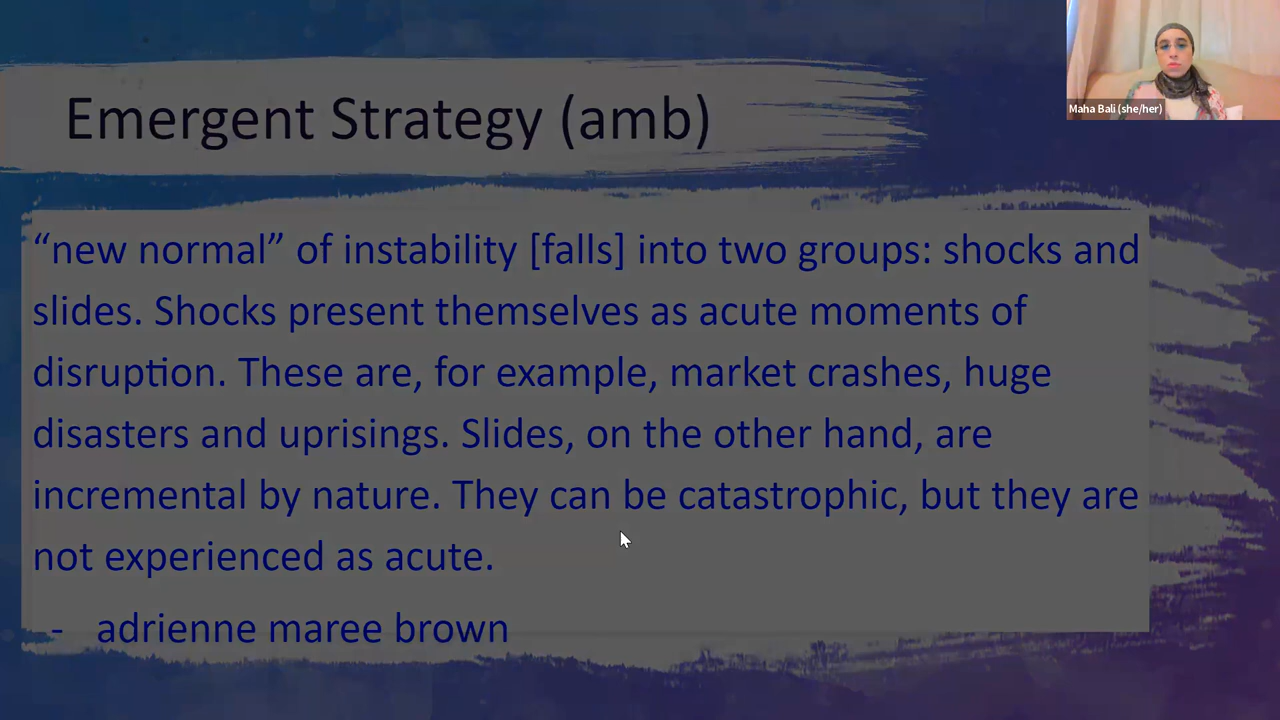 Emergent Strategy (amb)
Maha Bali (she/her)
“new normal” of instability [falls] into two groups: shocks and
slides. Shocks present themselves as acute moments of
disruption. These are, for example, market crashes, huge
disasters and uprisings. Slides, on the other hand, are
incremental by nature. They can be catastrophic, but they are
not experienced as acute.
- adrienne maree brown